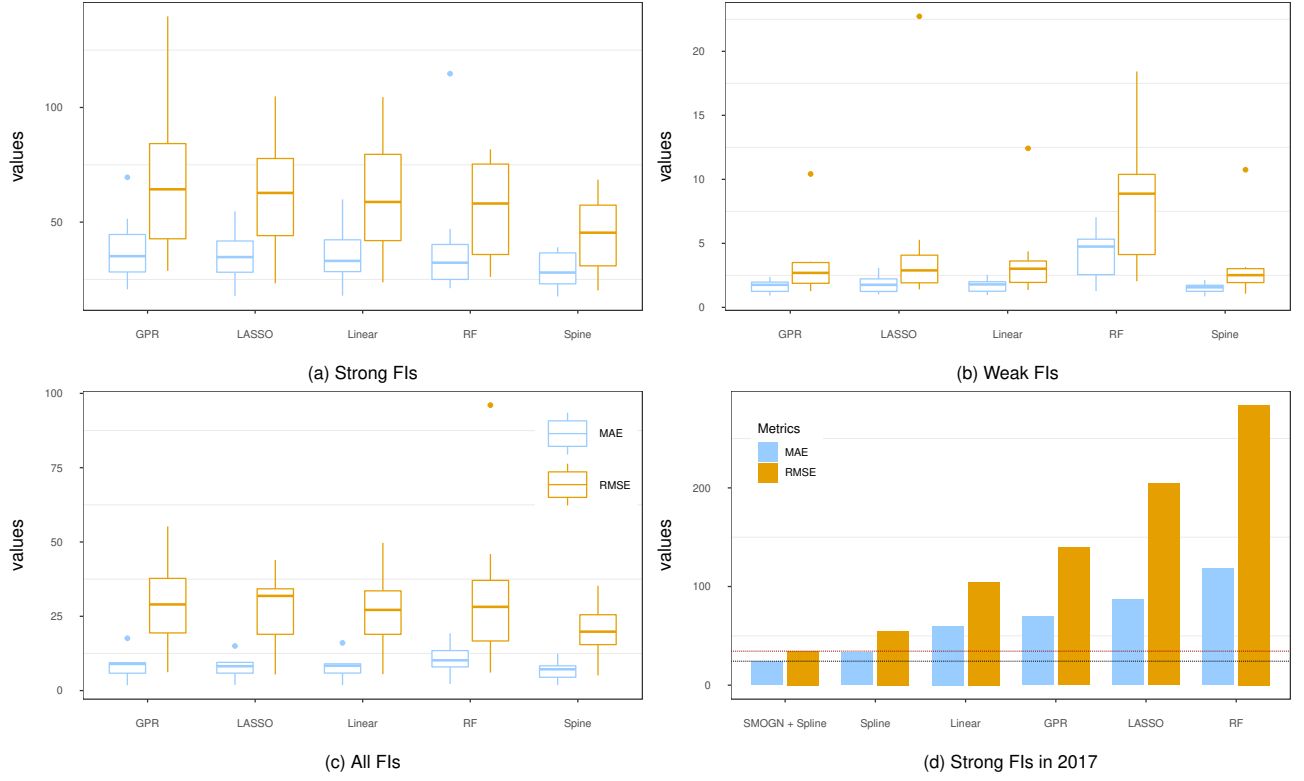 values
100
50
GPR
LASSO
Linear
RF
Spine
(a) Strong FIs
values
20
15
10
5
0
GPR
LASSO
Linear
RF
Spine
(b) Weak FIs
values
100
75
50
25
0
MAE
RMSE
GPR
LASSO
Linear
RF
Spine
(c) All FIs
values
200
100
0
Metrics
MAE
RMSE
SMOGN + Spline
Spline
Linear
GPR
LASSO
RF
(d) Strong FIs in 2017